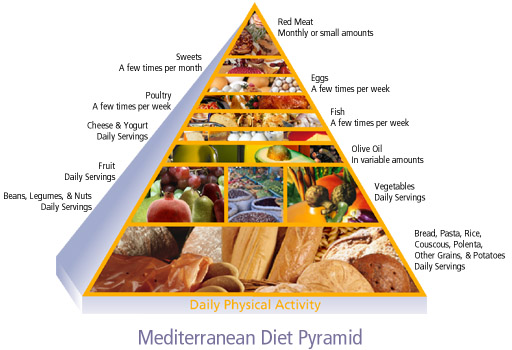 Red Meat
Monthly or small amounts
Sweets
A few times per month
Eggs
A few times per week
Poultry
A few times per week
Fish
A few times per week
Cheese & Yogurt
Daily Servings
Olive Oil
In variable amounts
Fruit
Daily Servings
Vegetables
Daily Servings
Beans, Legumes, & Nuts
Daily Servings
Bread, Pasta, Rice,
Couscous, Polenta,
Other Grains, & Potatoes
Daily Servings
Daily Physical Activity
Mediterranean Diet Pyramid